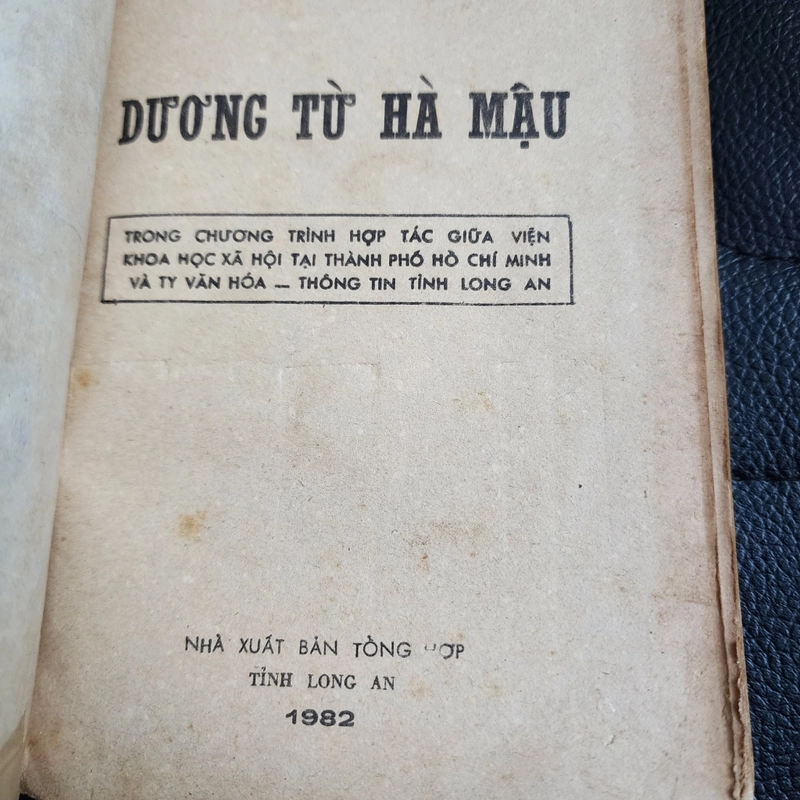 DƯƠNG TỪ HÀ MẬU
TRONG CHƯƠNG TRÌNH HỢP TÁC GIỮA VIỆN
KHOA HỌC XÃ HỘI TẠI THÀNH PHỐ HỒ CHÍ MINH
VÀ TY VĂN HÓA — THÔNG TIN TỈNH LONG AN
NHÀ XUẤT BẢN TỔNG HỢP
TỈNH LONG AN
1982